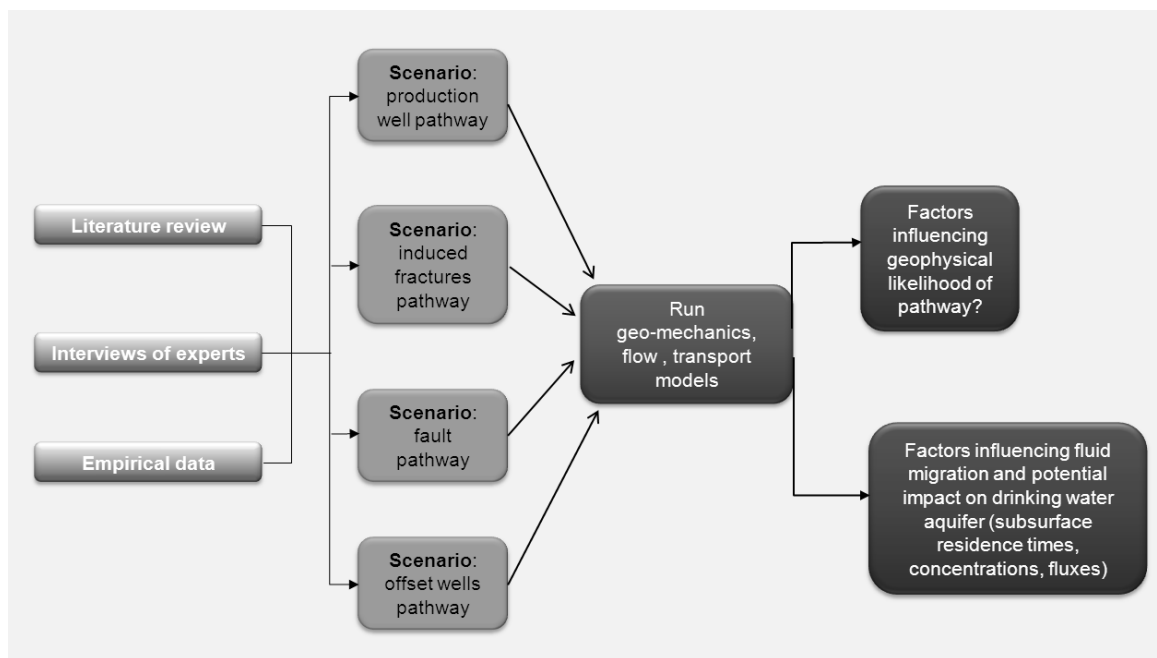 Literature review
Interviews of experts
Empirical data
Scenario:
production
well pathway
Scenario:
induced
fractures
pathway
Scenario:
fault
pathway
Scenario:
offset wells
pathway
Run
geo-mechanics,
flow , transport
models
Factors
influencing
geophysical
likelihood of
pathway?
Factors influencing fluid
migration and potential
impact on drinking water
aquifer (subsurface
residence times,
concentrations, fluxes)